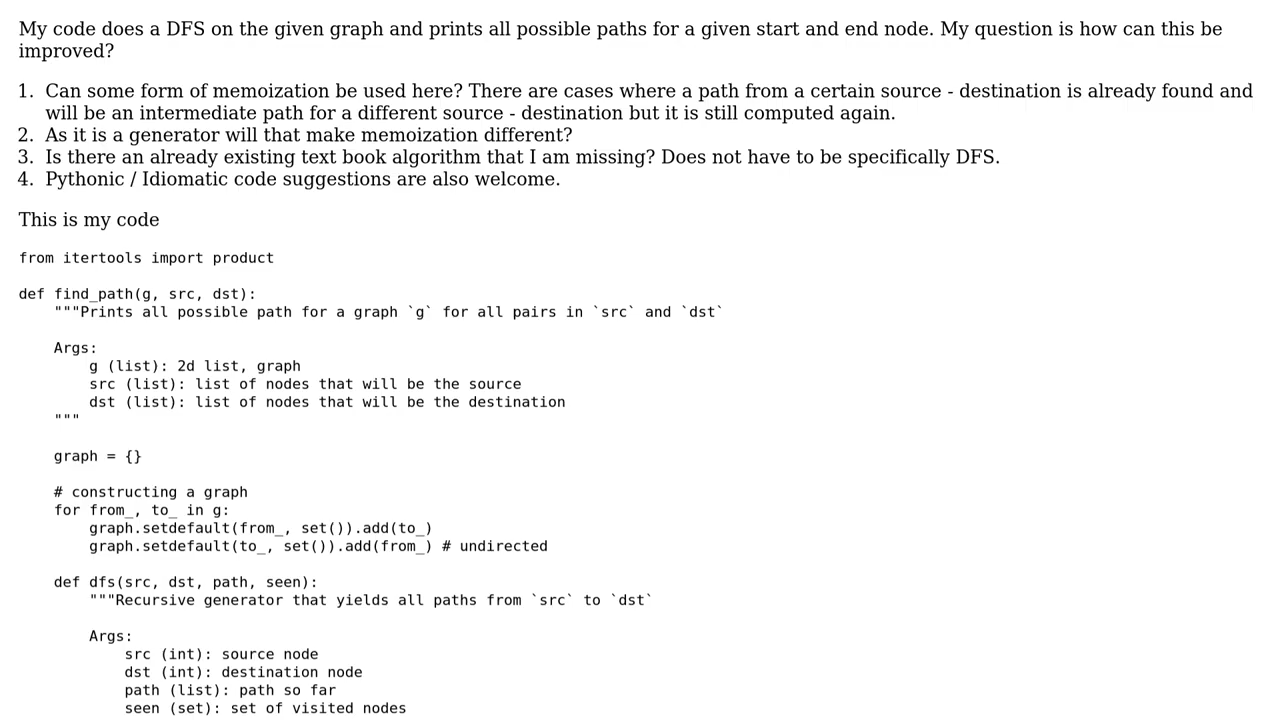 My code does a DFS on the given graph and prints all possible paths for a given start and end node. My question is how can this be
improved?
1. Can some form of memoization be used here? There are cases where a path from a certain source - destination is already found and
will be an intermediate path for a different source - destination but it is still computed again.
2. As it is a generator will that make memoization different?
3. Is there an already existing text book algorithm that I am missing? Does not have to be specifically DFS.
4. Pythonic / Idiomatic code suggestions are also welcome.
This is my code
from itertools import product
def find_path(g, src, dst):
    """Prints all possible path for a graph `g` for all pairs in `src` and `dst`
    Args:
        g (list): 2d list, graph
        src (list): list of nodes that will be the source
        dst (list): list of nodes that will be the destination
    """
    graph = {}
    # constructing a graph
    for from_, to_ in g:
        graph.setdefault(from_, set()).add(to_)
        graph.setdefault(to_, set()).add(from_) # undirected
    def dfs(src, dst, path, seen):
        """Recursive generator that yields all paths from `src` to `dst`
        Args:
            src (int): source node
            dst (int): destination node
            path (list): path so far
            seen (set): set of visited nodes